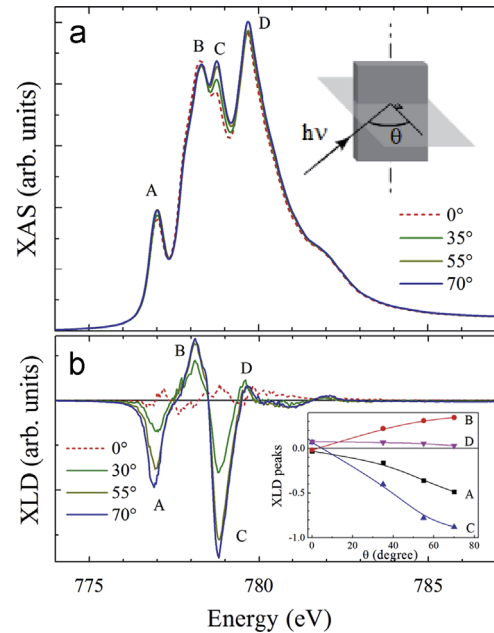 a
XAS (arb. units)
A
B
C
D
hν
θ
0°
35°
55°
70°
b
XLD (arb. units)
B
D
A
C
0°
30°
55°
70°
XLD peaks
0.0
-0.5
-1.0
B
D
A
C
0 20 40 60 80
θ (degree)
775 780 785
Energy (eV)